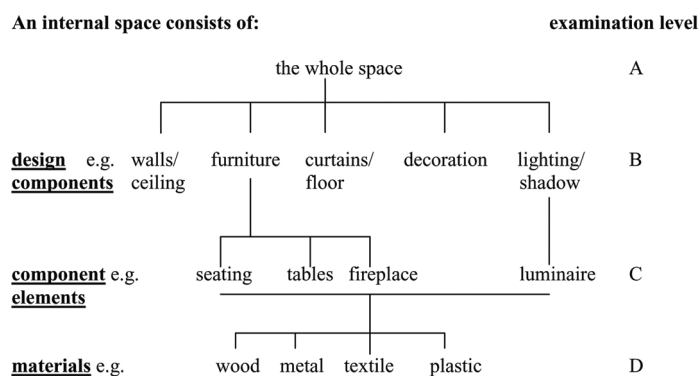 An internal space consists of: examination level
the whole space A
design e.g. walls/ furniture curtains/ decoration lighting/ B
components ceiling floor shadow
component e.g. seating tables fireplace luminaire C
elements
materials e.g. wood metal textile plastic D